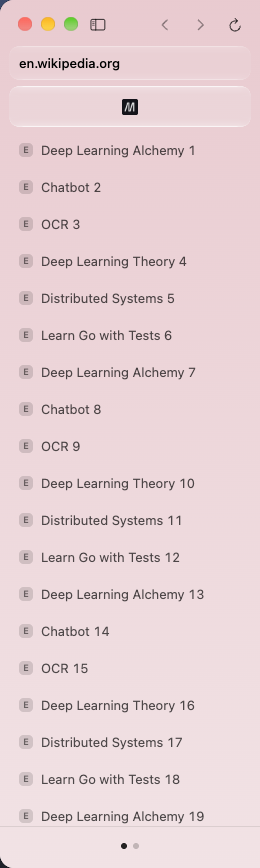 en.wikipedia.org
M
E Deep Learning Alchemy 1
E Chatbot 2
E OCR 3
E Deep Learning Theory 4
E Distributed Systems 5
E Learn Go with Tests 6
E Deep Learning Alchemy 7
E Chatbot 8
E OCR 9
E Deep Learning Theory 10
E Distributed Systems 11
E Learn Go with Tests 12
E Deep Learning Alchemy 13
E Chatbot 14
E OCR 15
E Deep Learning Theory 16
E Distributed Systems 17
E Learn Go with Tests 18
E Deep Learning Alchemy 19